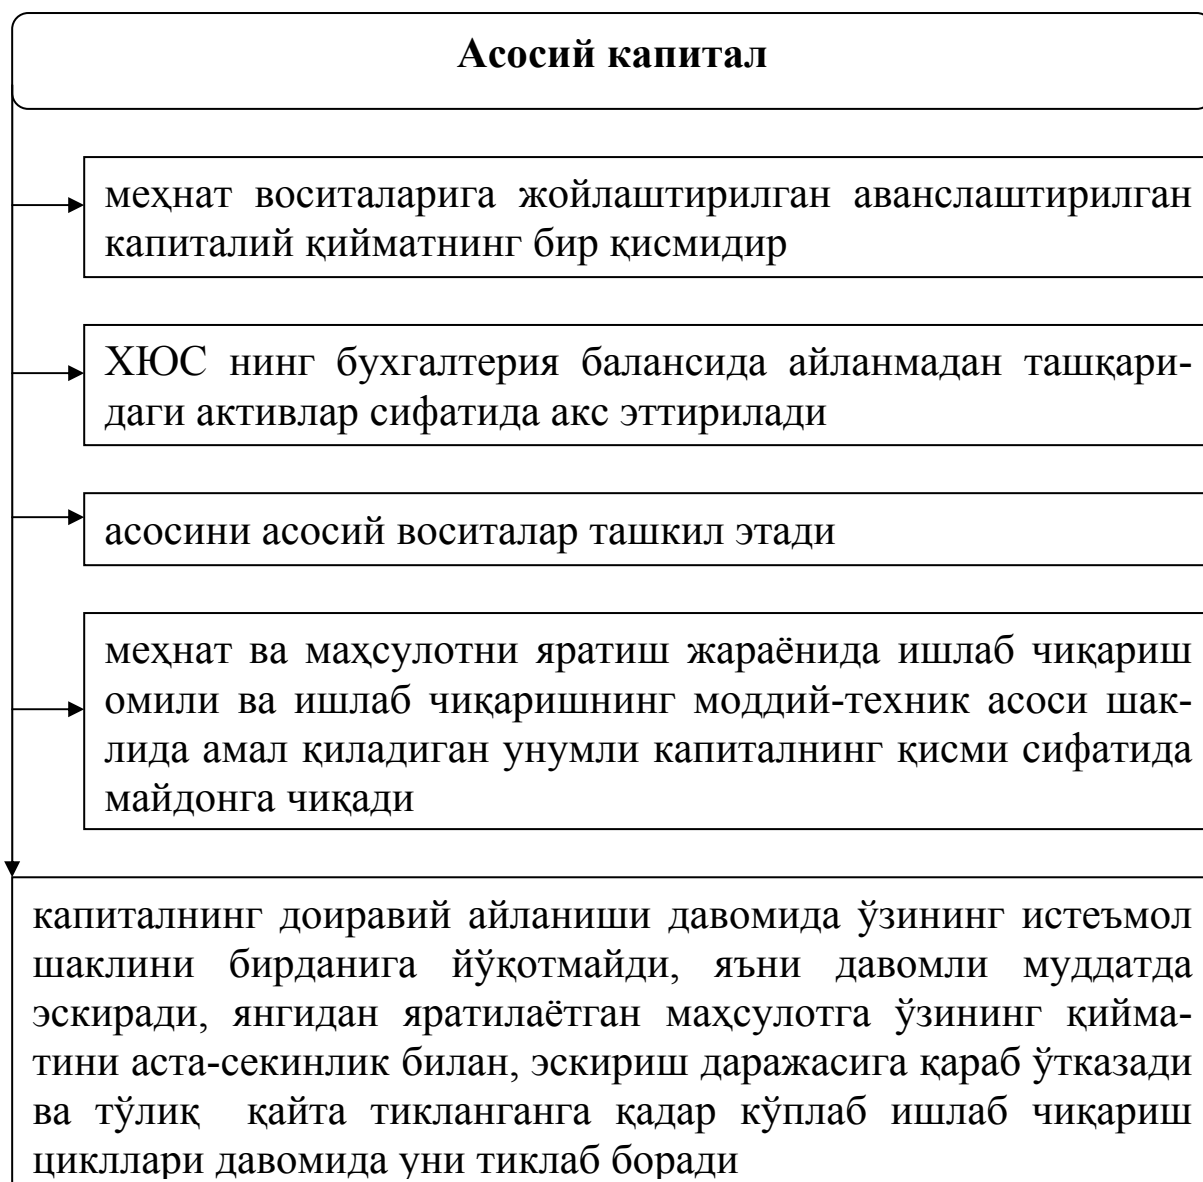 Асосий капитал
меҳнат воситаларига жойлаштирилган авансла­штирилган
капиталий қийматнинг бир қисмидир
ХЮС нинг бухгалтерия балансида айланмадан ташқари-
даги активлар сифатида акс эттирилади
асосини асосий воситалар ташкил этади
меҳнат ва маҳсулотни яратиш жараёнида ишлаб чиқариш
омили ва ишлаб чиқаришнинг моддий-техник асоси шак-
лида амал қиладиган унумли капиталнинг қисми сифатида
майдонга чиқади
капиталнинг доиравий айланиши давомида ўзининг истеъмол
шаклини бирданига йўқотмайди, яъни давомли муддатда
эскиради, янгидан яратилаётган маҳсулотга ўзининг қийма-
тини аста-секинлик билан, эскириш даражасига қараб ўтказади
ва тўлиқ қайта тиклангaнга қадар кўплаб ишлаб чиқариш
цикллари давомида уни тиклаб боради